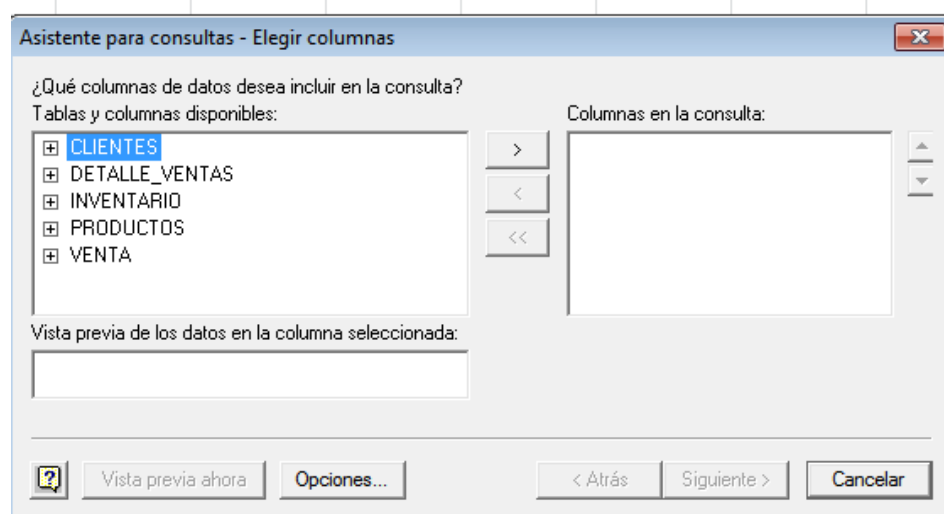 Asistente para consultas - Elegir columnas
¿Qué columnas de datos desea incluir en la consulta?
Tablas y columnas disponibles:
Columnas en la consulta:
CLIENTES
DETALLE_VENTAS
INVENTARIO
PRODUCTOS
VENTA
>
<
<<
Vista previa de los datos en la columna seleccionada:
Vista previa ahora
Opciones...
< Atrás
Siguiente >
Cancelar